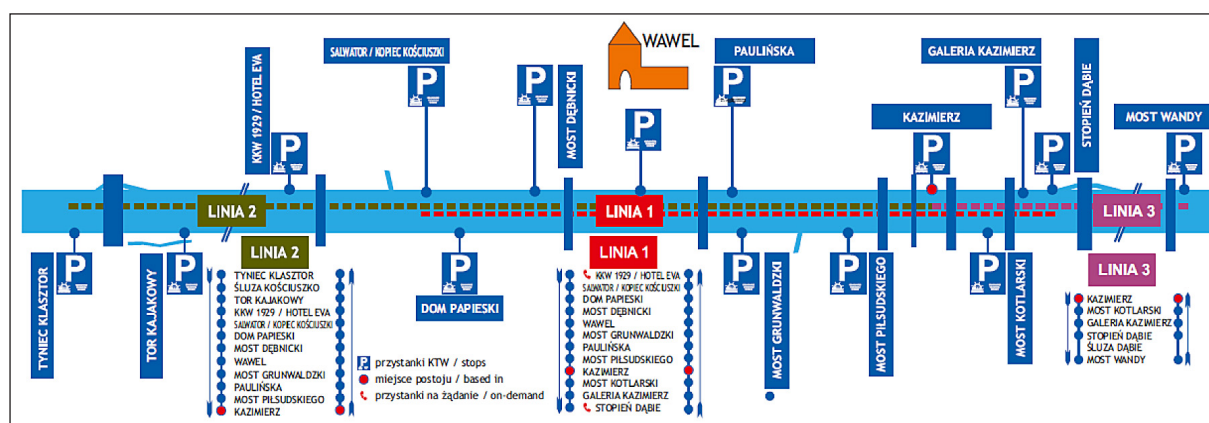 SALWATOR / KOPIEC KOŚCIUSZKI
WAWEL
PAULIŃSKA
GALERIA KAZIMIERZ
KKW 1929 / HOTEL EVA
MOST DĘBNICKI
STOPIEŃ DĄBIE
KAZIMIERZ
MOST WANDY
P
P
P
P
P
P
P
P
P
LINIA 2
LINIA 1
LINIA 3
TYNIEC KLASZTOR
P
TOR KAJAKOWY
P
P
DOM PAPIESKI
P
MOST GRUNWALDZKI
P
MOST PIŁSUDSKIEGO
P
MOST KOTLARSKI
LINIA 2
TYNIEC KLASZTOR
ŚLUZA KOŚCIUSZKO
TOR KAJAKOWY
KKW 1929 / HOTEL EVA
SALWATOR / KOPEC KOŚCIUSZKI
DOM PAPIESKI
MOST DĘBNICKI
WAWEL
MOST GRUNWALDZKI
PAULIŃSKA
MOST PIŁSUDSKIEGO
KAZIMIERZ
P przystanki KTW / stops
miejsce postoju / based in
przystanki na żądanie / on-demand
LINIA 1
KKW 1929 / HOTEL EVA
SALWATOR / KOPIEC KOŚCIUSZKI
DOM PAPIESKI
MOST DĘBNICKI
WAWEL
MOST GRUNWALDZKI
PAULIŃSKA
MOST PIŁSUDSKIEGO
KAZIMIERZ
MOST KOTLARSKI
GALERIA KAZIMIERZ
STOPIEŃ DĄBIE
LINIA 3
KAZIMIERZ
MOST KOTLARSKI
GALERIA KAZIMIERZ
STOPIEŃ DĄBIE
ŚLUZA DĄBIE
MOST WANDY